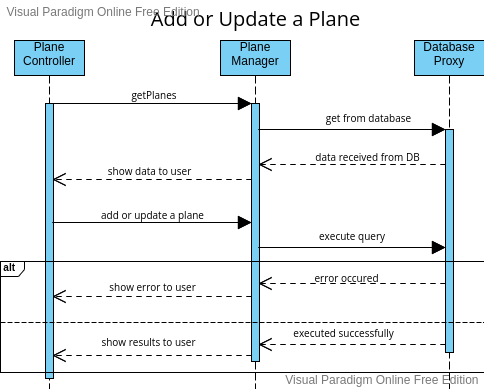 Visual Paradigm Online Free Edition
Add or Update a Plane
Plane
Controller
Plane
Manager
Database
Proxy
getPlanes
get from database
data received from DB
show data to user
add or update a plane
execute query
alt
error occured
show error to user
executed successfully
show results to user
Visual Paradigm Online Free Edition